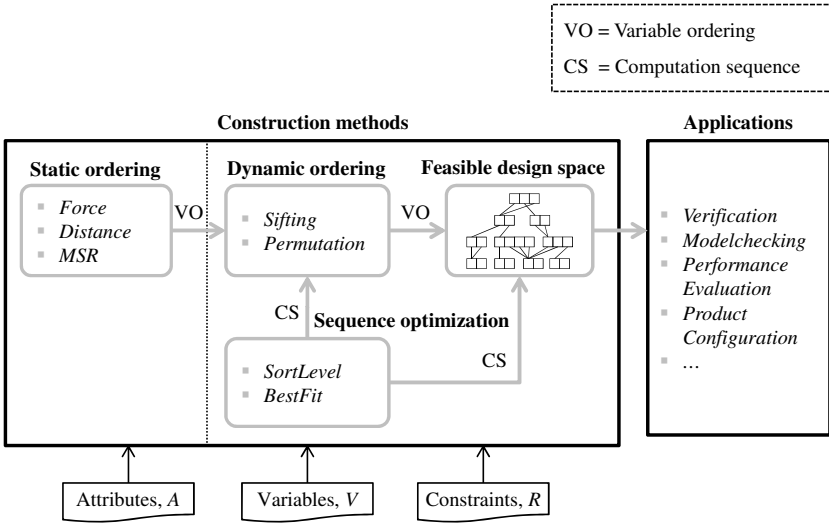 VO = Variable ordering
CS = Computation sequence
Construction methods
Applications
Static ordering
Dynamic ordering
Feasible design space
Force
Distance
MSR
VO
Sifting
Permutation
VO
Verification
Modelchecking
Performance
Evaluation
Product
Configuration
...
CS
Sequence optimization
CS
SortLevel
BestFit
Attributes, A
Variables, V
Constraints, R